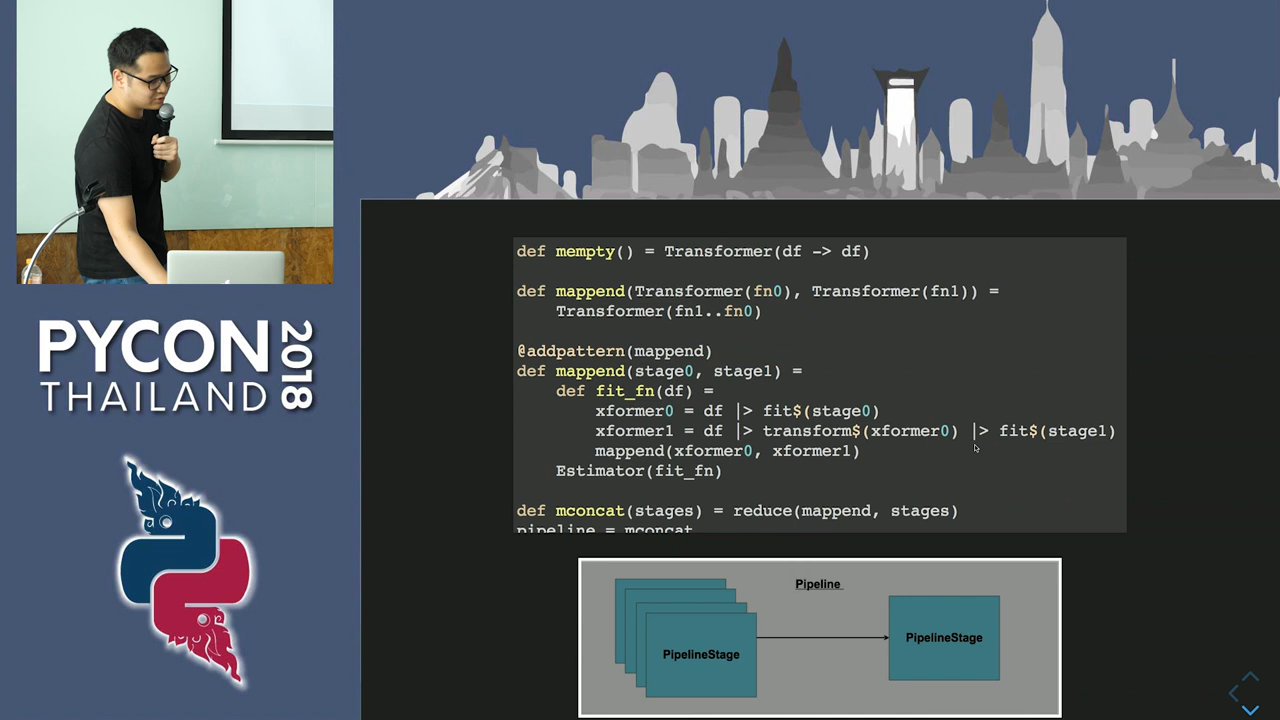 PYCON
THAILAND
2018
def mempty() = Transformer(df -> df)
def mappend(Transformer(fn0), Transformer(fn1)) =
    Transformer(fn1..fn0)
@addpattern(mappend)
def mappend(stage0, stage1) =
    def fit_fn(df) =
        xformer0 = df |> fit$(stage0)
        xformer1 = df |> transform$(xformer0) |> fit$(stage1)
        mappend(xformer0, xformer1)
    Estimator(fit_fn)
def mconcat(stages) = reduce(mappend, stages)
pipeline = mconcat
Pipeline
PipelineStage
PipelineStage